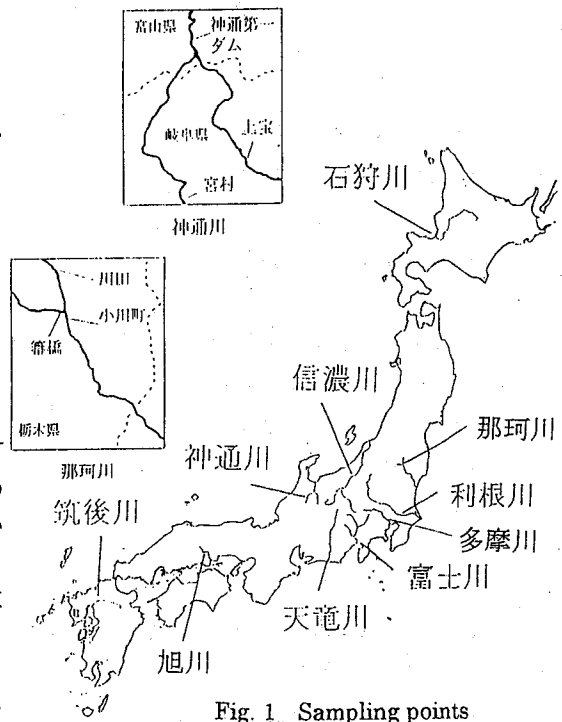 富山県
神通第一
ダム
岐阜県
上宝
宮村
神通川
川田
小川町
箒橋
栃木県
那珂川
石狩川
信濃川
那珂川
神通川
利根川
筑後川
多摩川
富士川
天竜川
旭川
Fig. 1 Sampling points